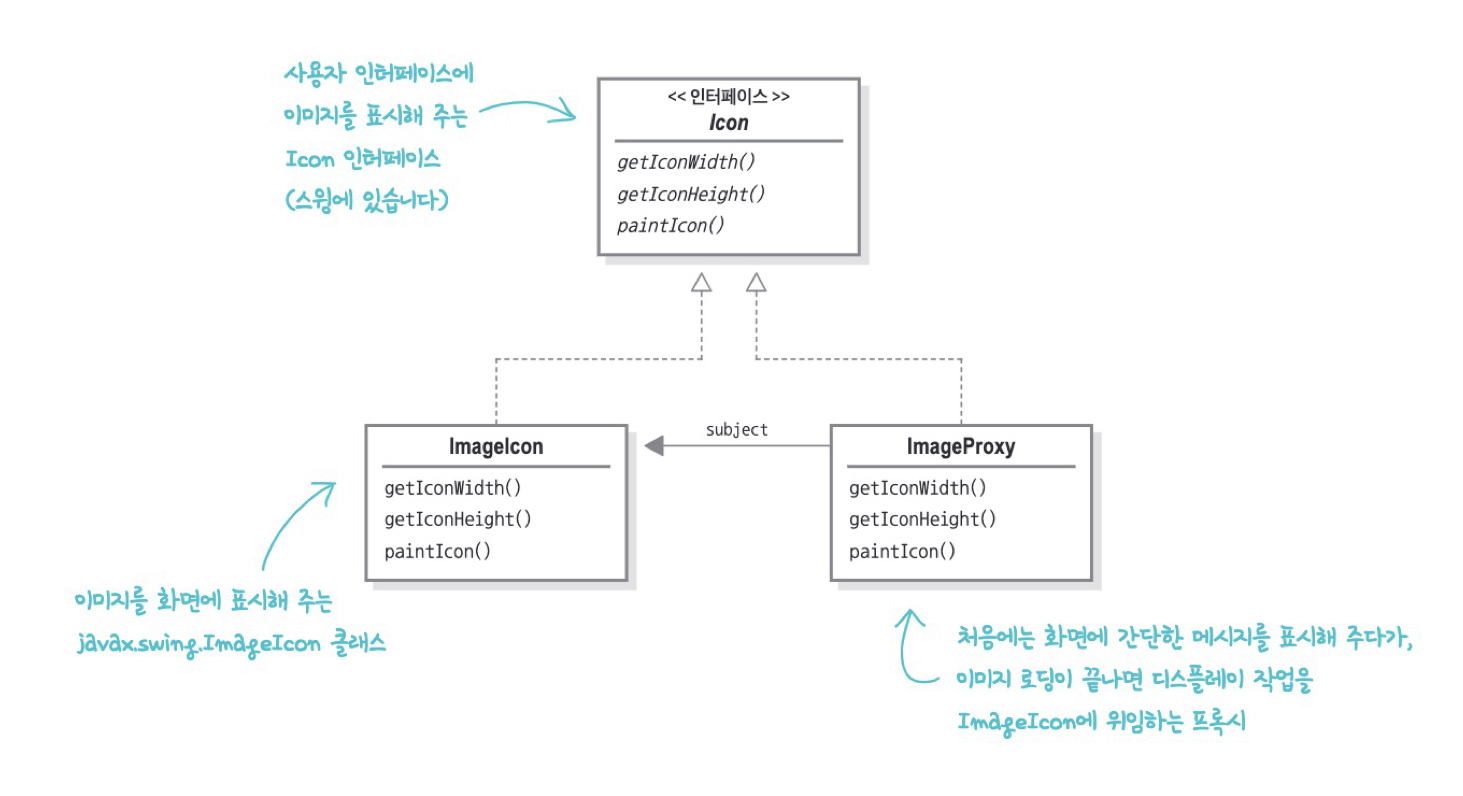 사용자 인터페이스에
이미지를 표시해 주는
Icon 인터페이스
(스윙에 있습니다)
<< 인터페이스 >>
Icon
getIconWidth()
getIconHeight()
paintIcon()
subject
ImageIcon
getIconWidth()
getIconHeight()
paintIcon()
ImageProxy
getIconWidth()
getIconHeight()
paintIcon()
이미지를 화면에 표시해 주는
javax.swing.ImageIcon 클래스
처음에는 화면에 간단한 메시지를 표시해 주다가,
이미지 로딩이 끝나면 디스플레이 작업을
ImageIcon에 위임하는 프록시